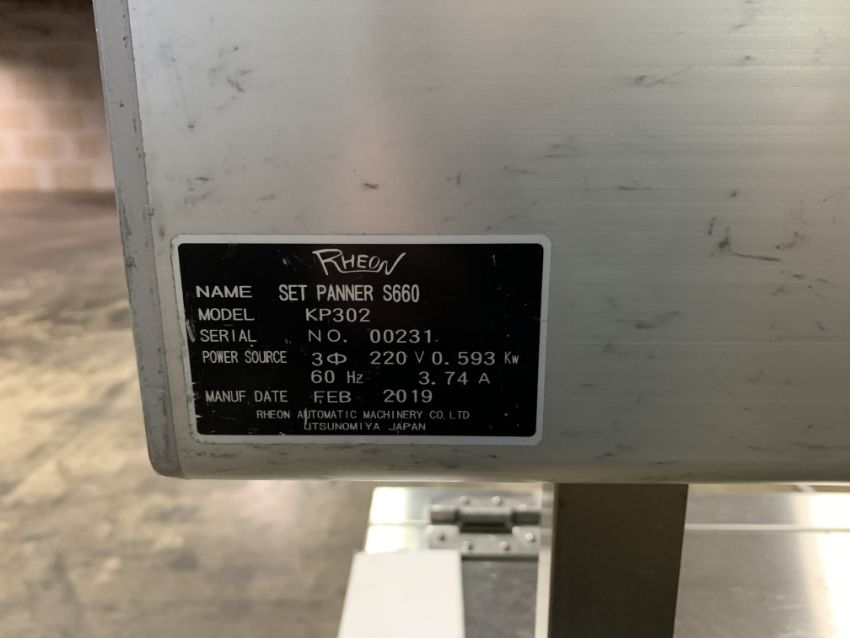 RHEON
NAME SET PANNER S660
MODEL KP302
SERIAL NO. 00231
POWER SOURCE 3Φ 220 V 0.593 Kw
60 Hz 3.74 A
MANUF DATE FEB 2019
RHEON AUTOMATIC MACHINERY CO. LTD
UTSUNOMIYA JAPAN